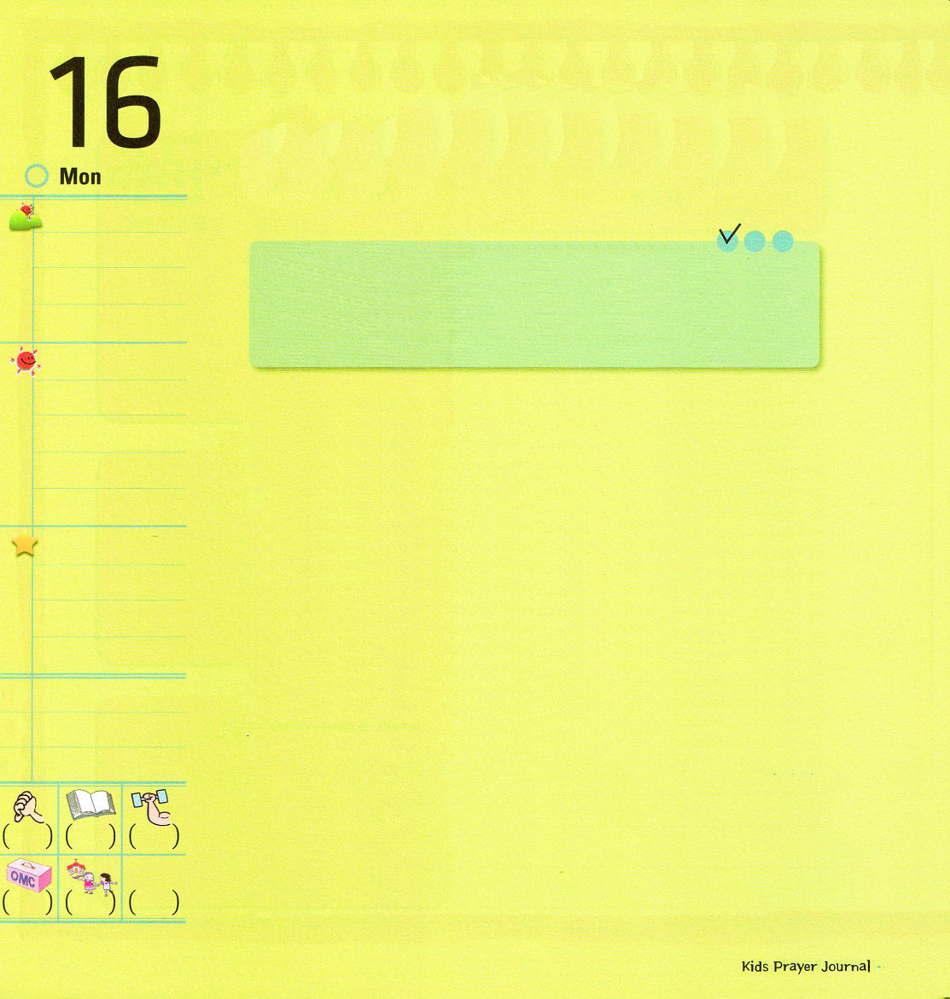 16
Mon
( ) ( ) ( )
OMC
( ) ( ) ( )
Kids Prayer Journal